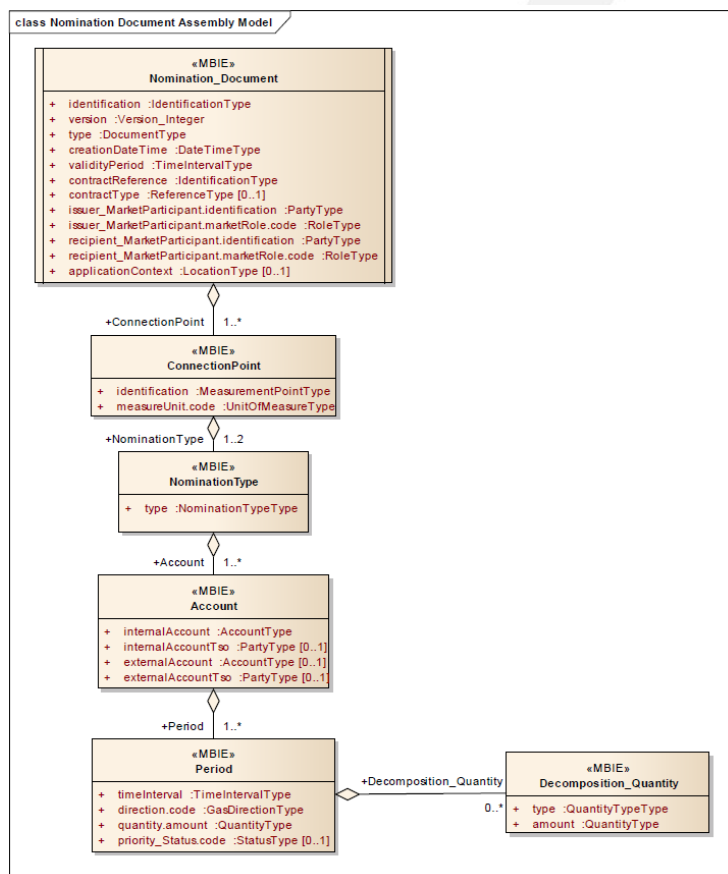 class Nomination Document Assembly Model
«MBIE»
Nomination_Document
+ identification :IdentificationType
+ version :Version_Integer
+ type :DocumentType
+ creationDateTime :DateTimeType
+ validityPeriod :TimeIntervalType
+ contractReference :IdentificationType
+ contractType :ReferenceType [0..1]
+ issuer_MarketParticipant.identification :PartyType
+ issuer_MarketParticipant.marketRole.code :RoleType
+ recipient_MarketParticipant.identification :PartyType
+ recipient_MarketParticipant.marketRole.code :RoleType
+ applicationContext :LocationType [0..1]
+ConnectionPoint 1..*
«MBIE»
ConnectionPoint
+ identification :MeasurementPointType
+ measureUnit.code :UnitOfMeasureType
+NominationType 1..2
«MBIE»
NominationType
+ type :NominationTypeType
+Account 1..*
«MBIE»
Account
+ internalAccount :AccountType
+ internalAccountTso :PartyType [0..1]
+ externalAccount :AccountType [0..1]
+ externalAccountTso :PartyType [0..1]
+Period 1..*
«MBIE»
Period
+ timeInterval :TimeIntervalType
+ direction.code :GasDirectionType
+ quantity.amount :QuantityType
+ priority_Status.code :StatusType [0..1]
+Decomposition_Quantity
0..*
«MBIE»
Decomposition_Quantity
+ type :QuantityTypeType
+ amount :QuantityType